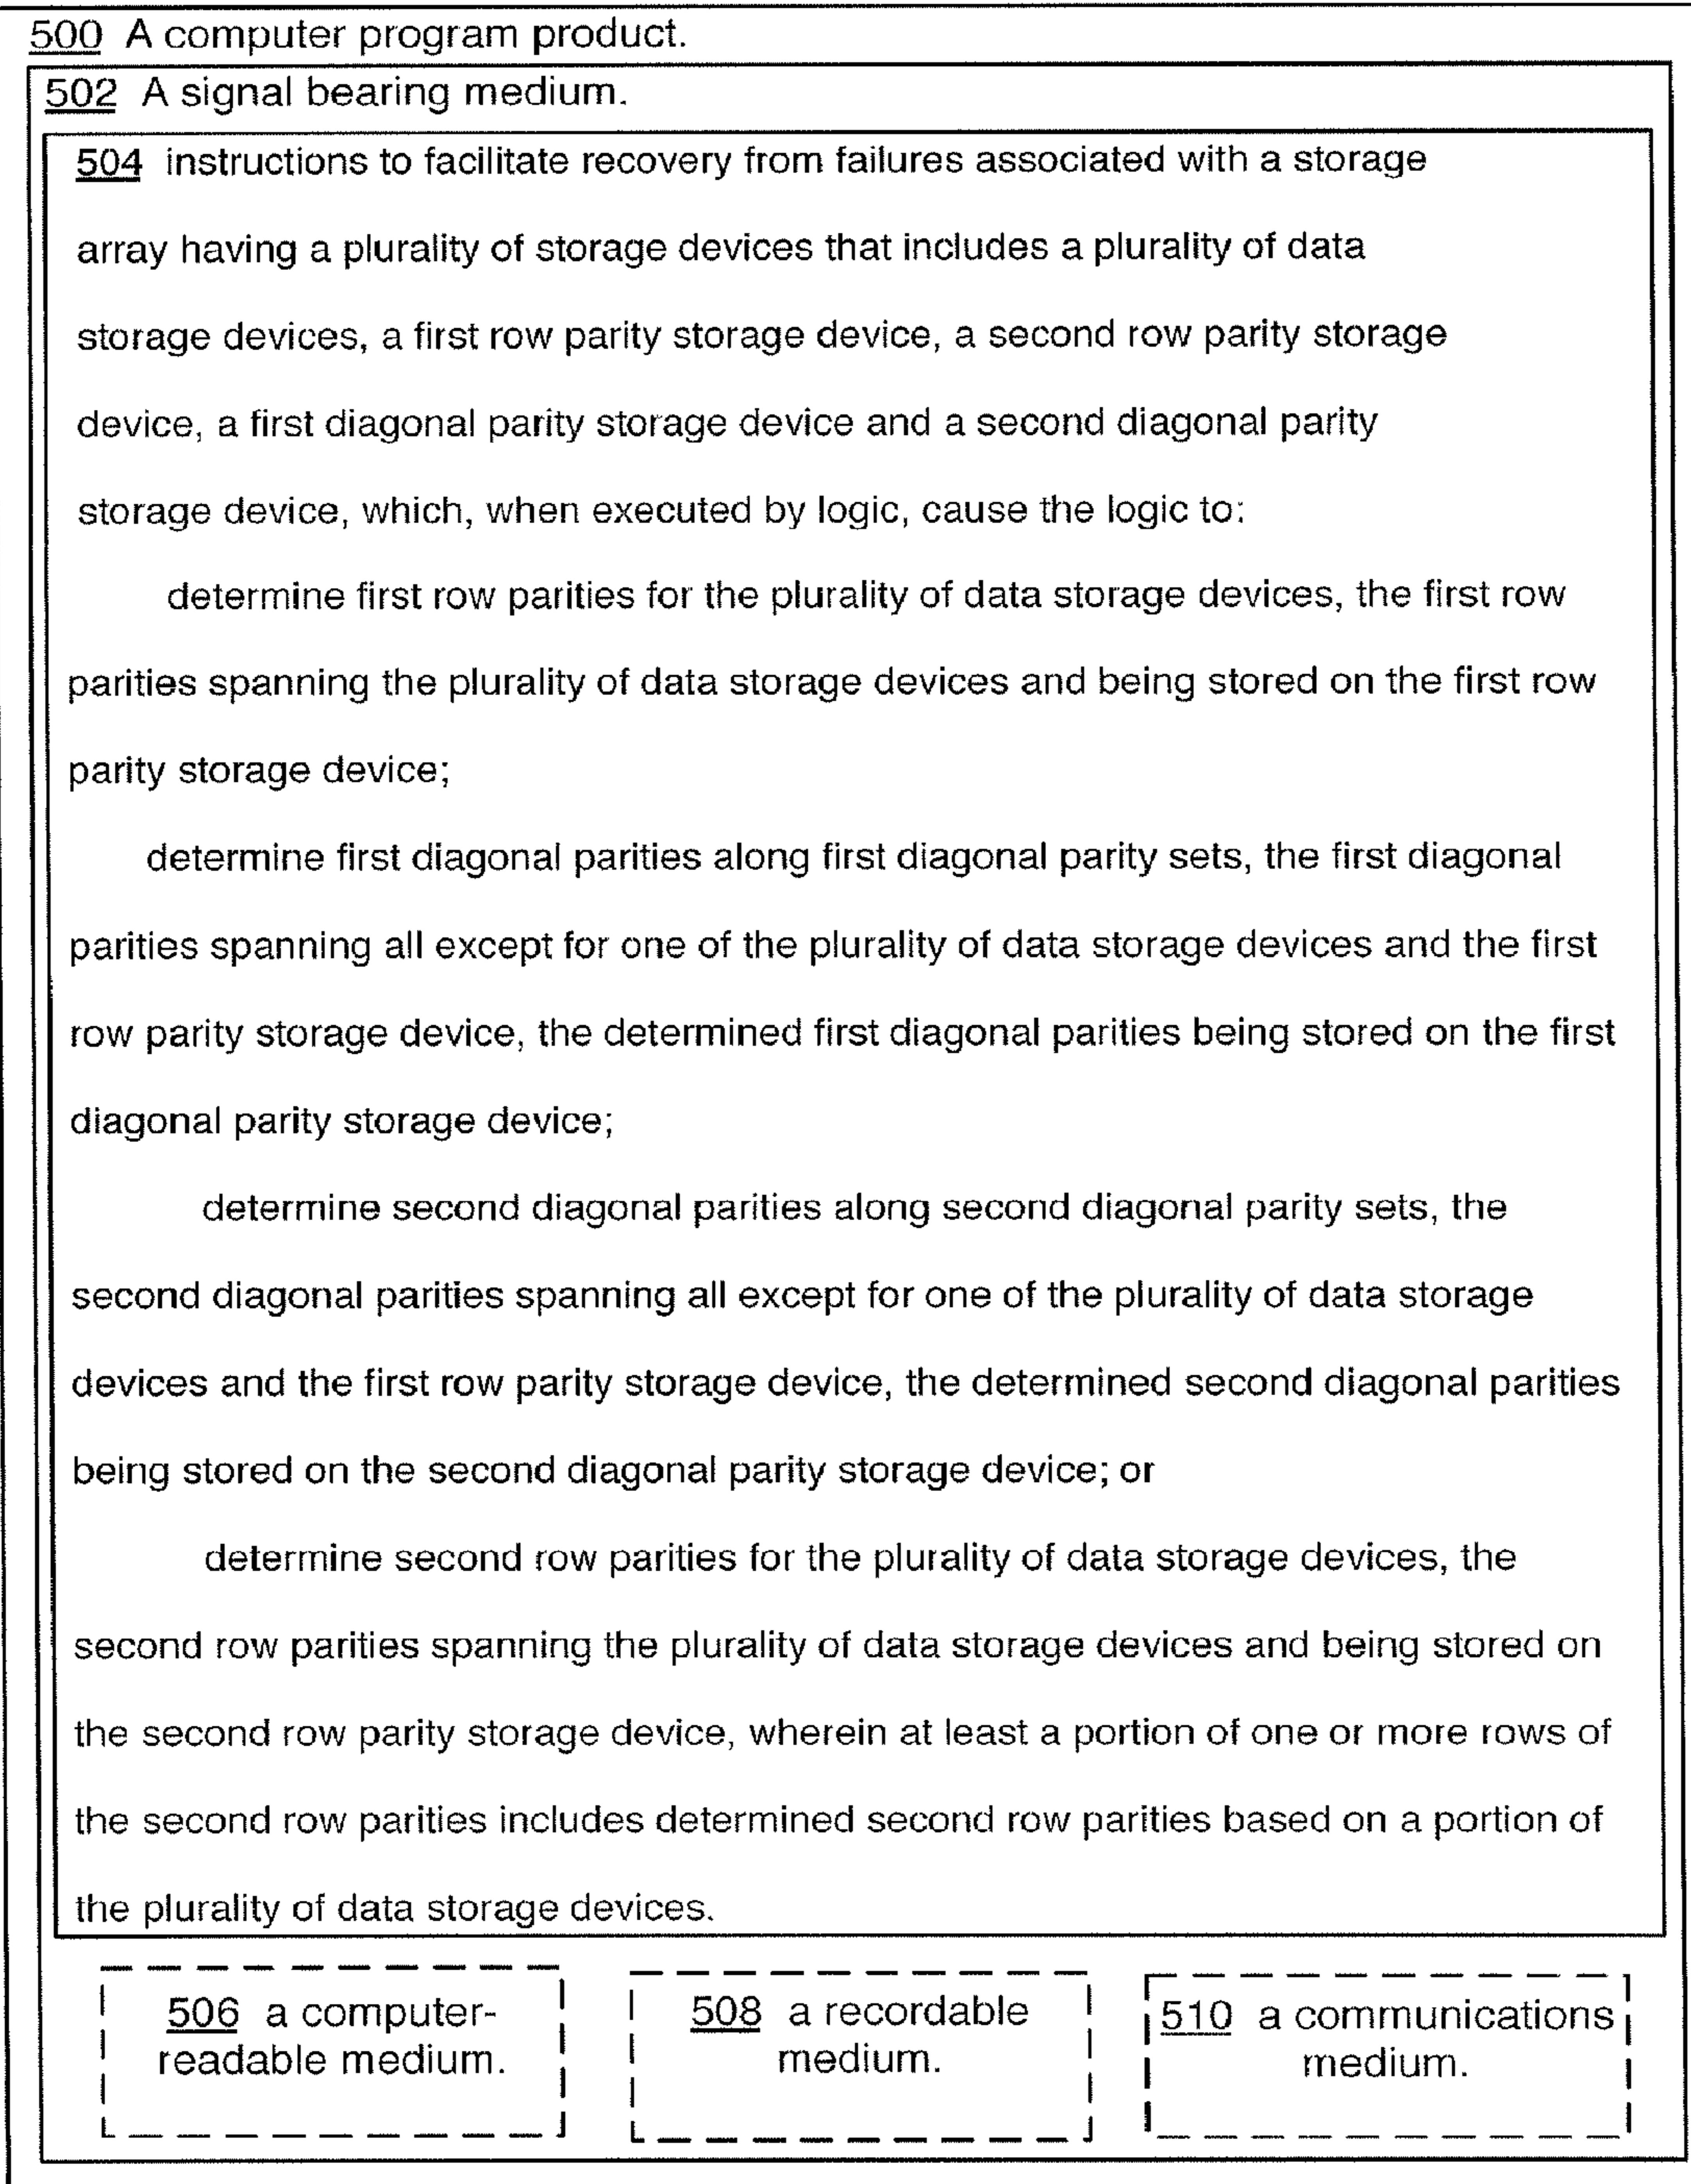 500 A computer program product.
502 A signal bearing medium.
504 instructions to facilitate recovery from failures associated with a storage
array having a plurality of storage devices that includes a plurality of data
storage devices, a first row parity storage device, a second row parity storage
device, a first diagonal parity storage device and a second diagonal parity
storage device, which, when executed by logic, cause the logic to:
determine first row parities for the plurality of data storage devices, the first row
parities spanning the plurality of data storage devices and being stored on the first row
parity storage device;
determine first diagonal parities along first diagonal parity sets, the first diagonal
parities spanning all except for one of the plurality of data storage devices and the first
row parity storage device, the determined first diagonal parities being stored on the first
diagonal parity storage device;
determine second diagonal parities along second diagonal parity sets, the
second diagonal parities spanning all except for one of the plurality of data storage
devices and the first row parity storage device, the determined second diagonal parities
being stored on the second diagonal parity storage device; or
determine second row parities for the plurality of data storage devices, the
second row parities spanning the plurality of data storage devices and being stored on
the second row parity storage device, wherein at least a portion of one or more rows of
the second row parities includes determined second row parities based on a portion of
the plurality of data storage devices.
506 a computer-
readable medium.
508 a recordable
medium.
510 a communications
medium.